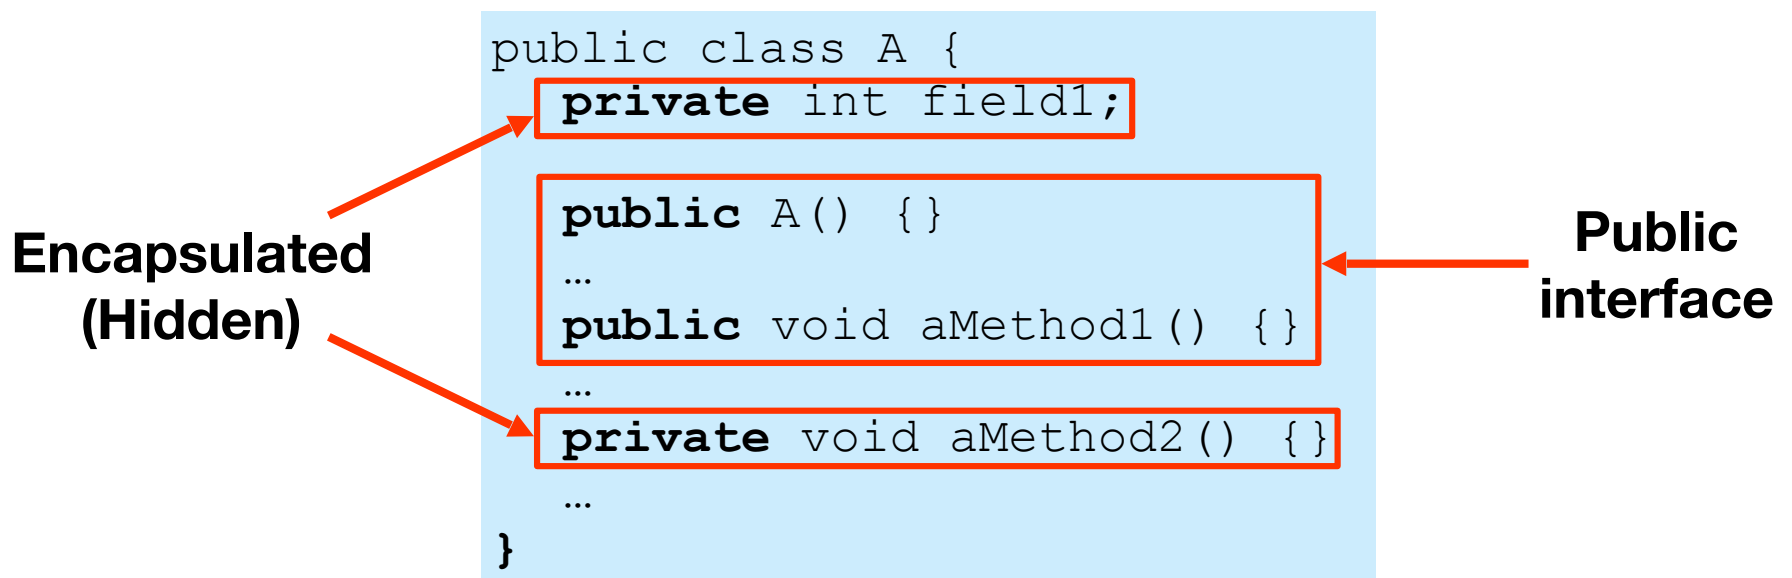 public class A {
private int field1;
public A() {}
…
public void aMethod1() {}
…
private void aMethod2() {}
…
}
Encapsulated
(Hidden)
Public
interface